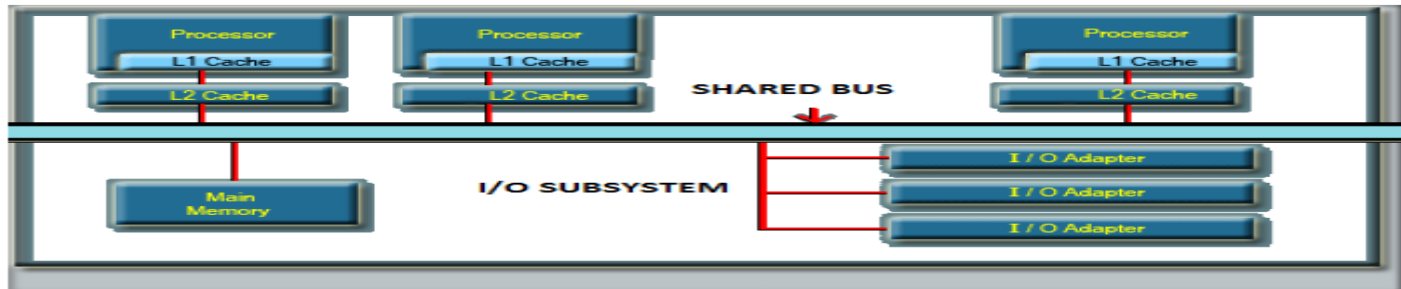 Processor
L1 Cache
L2 Cache
Processor
L1 Cache
L2 Cache
Processor
L1 Cache
L2 Cache
SHARED BUS
Main
Memory
I/O SUBSYSTEM
I / O Adapter
I / O Adapter
I / O Adapter